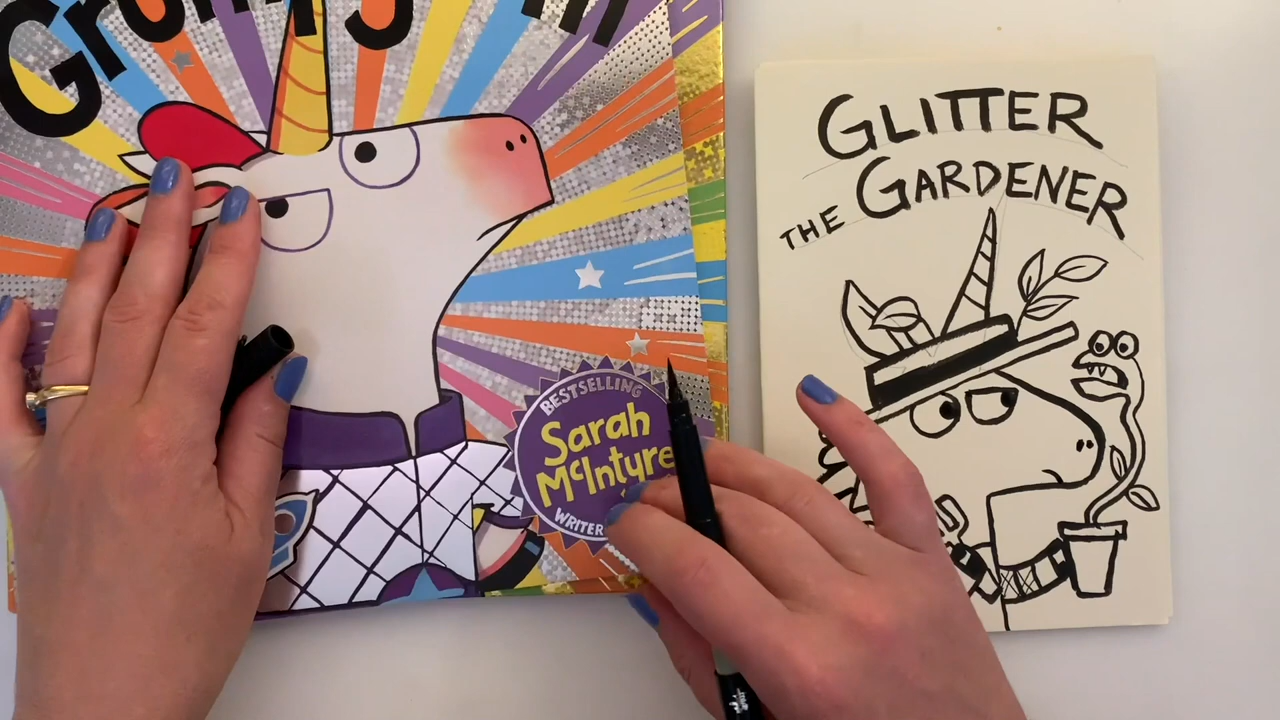 BESTSELLING
Sarah
McIntyre
WRITER
GLITTER
THE GARDENER